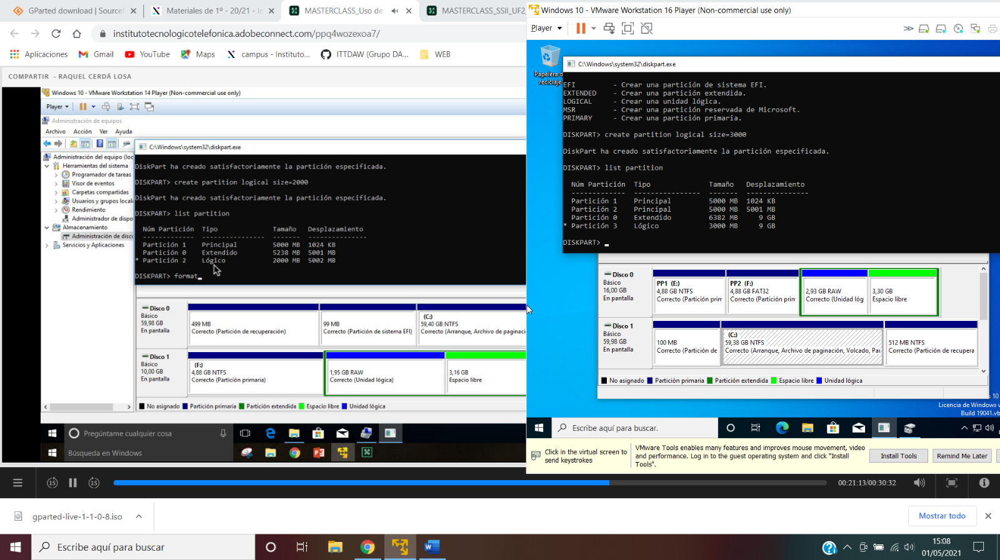 GParted download | SourceF
Materiales de 1º - 20/21 - In
MASTERCLASS_Uso de
MASTERCLASS_SSII_UF2
institutotecnologicotelefonica.adobeconnect.com/ppq4wozexoa7/
Aplicaciones
Gmail
YouTube
Maps
campus - Instituto...
ITTDAW (Grupo DA...
WEB
COMPARTIR - RAQUEL CERDÁ LOSA
Windows 10 - VMware Workstation 14 Player (Non-commercial use only)
Player
Administración de equipos
Archivo Acción Ver Ayuda
Administración del equipo (loc
Herramientas del sistema
Programador de tareas
Visor de eventos
Carpetas compartidas
Usuarios y grupos locale
Rendimiento
Administrador de dispo
Almacenamiento
Administración de disco
Servicios y Aplicaciones
C:\Windows\system32\diskpart.exe
DiskPart ha creado satisfactoriamente la partición especificada.
DISKPART> create partition logical size=2000
DiskPart ha creado satisfactoriamente la partición especificada.
DISKPART> list partition
Núm Partición Tipo Tamaño Desplazamiento
------------- ---------------- ------- ---------------
Partición 1 Principal 5000 MB 1024 KB
Partición 0 Extendido 5238 MB 5001 MB
* Partición 2 Lógico 2000 MB 5002 MB
DISKPART> format_
Disco 0
Básico
59,98 GB
En pantalla
499 MB
Correcto (Partición de recuperación)
99 MB
Correcto (Partición de sistema EFI)
(C:)
59,40 GB NTFS
Correcto (Arranque, Archivo de paginació
Disco 1
Básico
10,00 GB
En pantalla
(F:)
4,88 GB NTFS
Correcto (Partición primaria)
1,95 GB RAW
Correcto (Unidad lógica)
3,16 GB
Espacio libre
No asignado Partición primaria Partición extendida Espacio libre Unidad lógica
Pregúntame cualquier cosa
Búsqueda en Windows
Windows 10 - VMware Workstation 16 Player (Non-commercial use only)
Player
Papelera d
reciclaje
C:\Windows\system32\diskpart.exe
EFI - Crear una partición de sistema EFI.
EXTENDED - Crear una partición extendida.
LOGICAL - Crear una unidad lógica.
MSR - Crear una partición reservada de Microsoft.
PRIMARY - Crear una partición primaria.
DISKPART> create partition logical size=3000
DiskPart ha creado satisfactoriamente la partición especificada.
DISKPART> list partition
Núm Partición Tipo Tamaño Desplazamiento
------------- ---------------- ------- ---------------
Partición 1 Principal 5000 MB 1024 KB
Partición 2 Principal 5000 MB 5001 MB
Partición 0 Extendido 6382 MB 9 GB
* Partición 3 Lógico 3000 MB 9 GB
DISKPART> _
Disco 0
Básico
16,00 GB
En pantalla
PP1 (E:)
4,88 GB NTFS
Correcto (Partición prim
PP2 (F:)
4,88 GB FAT32
Correcto (Partición prim
2,93 GB RAW
Correcto (Unidad lóg
3,30 GB
Espacio libre
Disco 1
Básico
59,98 GB
En pantalla
100 MB
Correcto (Partición de
(C:)
59,38 GB NTFS
Correcto (Arranque, Archivo de paginación, Volcado, Par
512 MB NTFS
Correcto (Partición de recupera
No asignado Partición primaria Partición extendida Espacio libre Unidad lógica
10
Licencia de Windows v
Build 19041.vb
Escribe aquí para buscar.
Click in the virtual screen to
send keystrokes
VMware Tools enables many features and improves mouse movement, video
and performance. Log in to the guest operating system and click "Install
Tools".
Install Tools
Remind Me Later
15
15
00:21:13/00:30:32
gparted-live-1-1-0-8.iso
Mostrar todo
Escribe aquí para buscar
15:08
01/05/2021